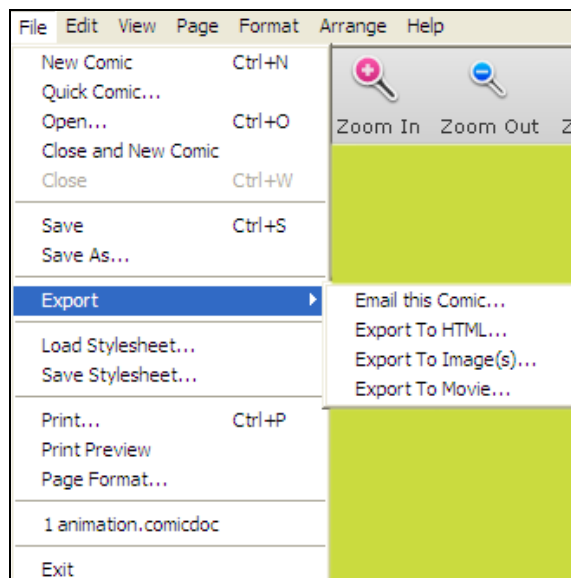 File Edit View Page Format Arrange Help
New Comic Ctrl+N
Quick Comic...
Open... Ctrl+O
Close and New Comic
Close Ctrl+W
Save Ctrl+S
Save As...
Export
Email this Comic...
Export To HTML...
Export To Image(s)...
Export To Movie...
Load Stylesheet...
Save Stylesheet...
Print... Ctrl+P
Print Preview
Page Format...
1 animation.comicdoc
Exit
Zoom In Zoom Out